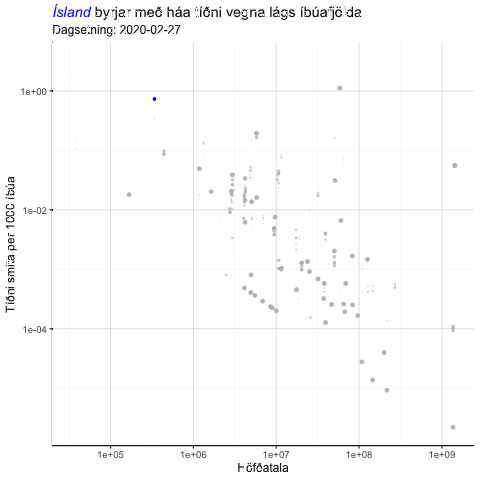 Ísland byrjar með háa tíðni vegna lágs íbúafjölda
Dagsetning: 2020-02-27
1e+00
1e-02
1e-04
Tíðni smita per 1000 íbúa
1e+05 1e+06 1e+07 1e+08 1e+09
Höfðatala